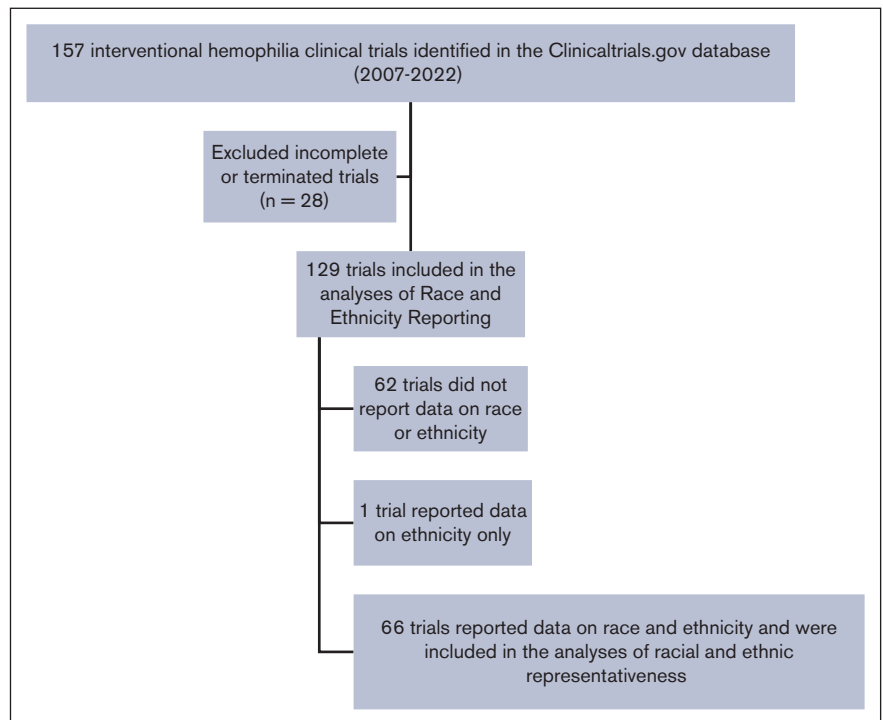 157 interventional hemophilia clinical trials identified in the Clinicaltrials.gov database
(2007-2022)
Excluded incomplete
or terminated trials
(n = 28)
129 trials included in the
analyses of Race and
Ethnicity Reporting
62 trials did not
report data on race
or ethnicity
1 trial reported data
on ethnicity only
66 trials reported data on race and ethnicity and were
included in the analyses of racial and ethnic
representativeness